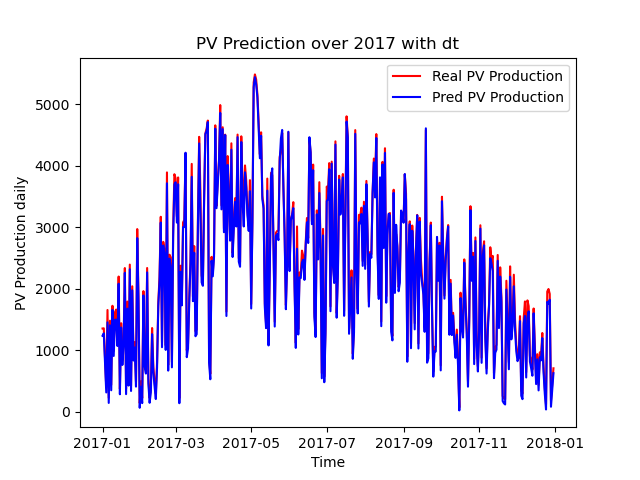 PV Prediction over 2017 with dt
Real PV Production
Pred PV Production
PV Production daily
5000
4000
3000
2000
1000
0
2017-01 2017-03 2017-05 2017-07 2017-09 2017-11 2018-01
Time